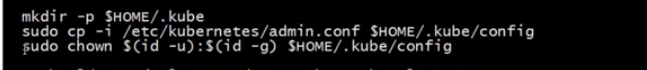 mkdir -p $HOME/.kube
sudo cp -i /etc/kubernetes/admin.conf $HOME/.kube/config
sudo chown $(id -u):$(id -g) $HOME/.kube/config